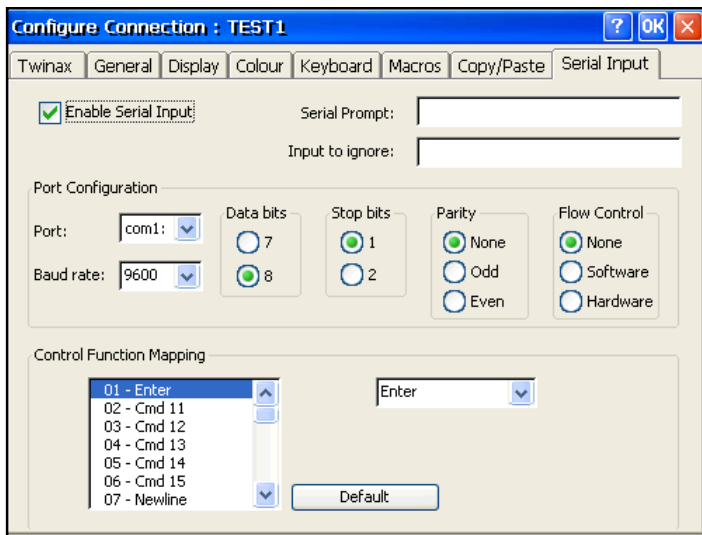 Configure Connection : TEST1 ? OK ×
Twinax General Display Colour Keyboard Macros Copy/Paste Serial Input
Enable Serial Input
Serial Prompt:
Input to ignore:
Port Configuration
Port: com1:
Baud rate: 9600
Data bits
7
8
Stop bits
1
2
Parity
None
Odd
Even
Flow Control
None
Software
Hardware
Control Function Mapping
01 - Enter
02 - Cmd 11
03 - Cmd 12
04 - Cmd 13
05 - Cmd 14
06 - Cmd 15
07 - Newline
Enter
Default